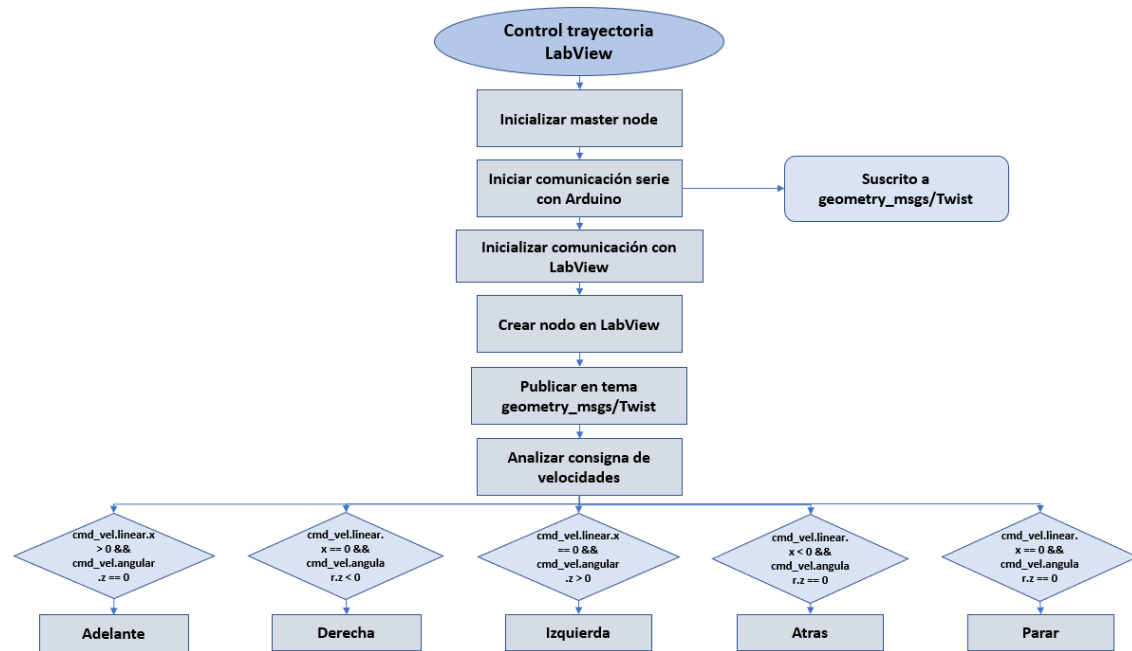 Control trayectoria
LabView
Inicializar master node
Iniciar comunicación serie
con Arduino
Suscrito a
geometry_msgs/Twist
Inicializar comunicación con
LabView
Crear nodo en LabView
Publicar en tema
geometry_msgs/Twist
Analizar consigna de
velocidades
cmd_vel.linear.x
> 0 &&
cmd_vel.angular
.z == 0
cmd_vel.linear.
x == 0 &&
cmd_vel.angula
r.z < 0
cmd_vel.linear.x
== 0 &&
cmd_vel.angular
.z > 0
cmd_vel.linear.
x < 0 &&
cmd_vel.angula
r.z == 0
cmd_vel.linear.
x == 0 &&
cmd_vel.angula
r.z == 0
Adelante
Derecha
Izquierda
Atras
Parar